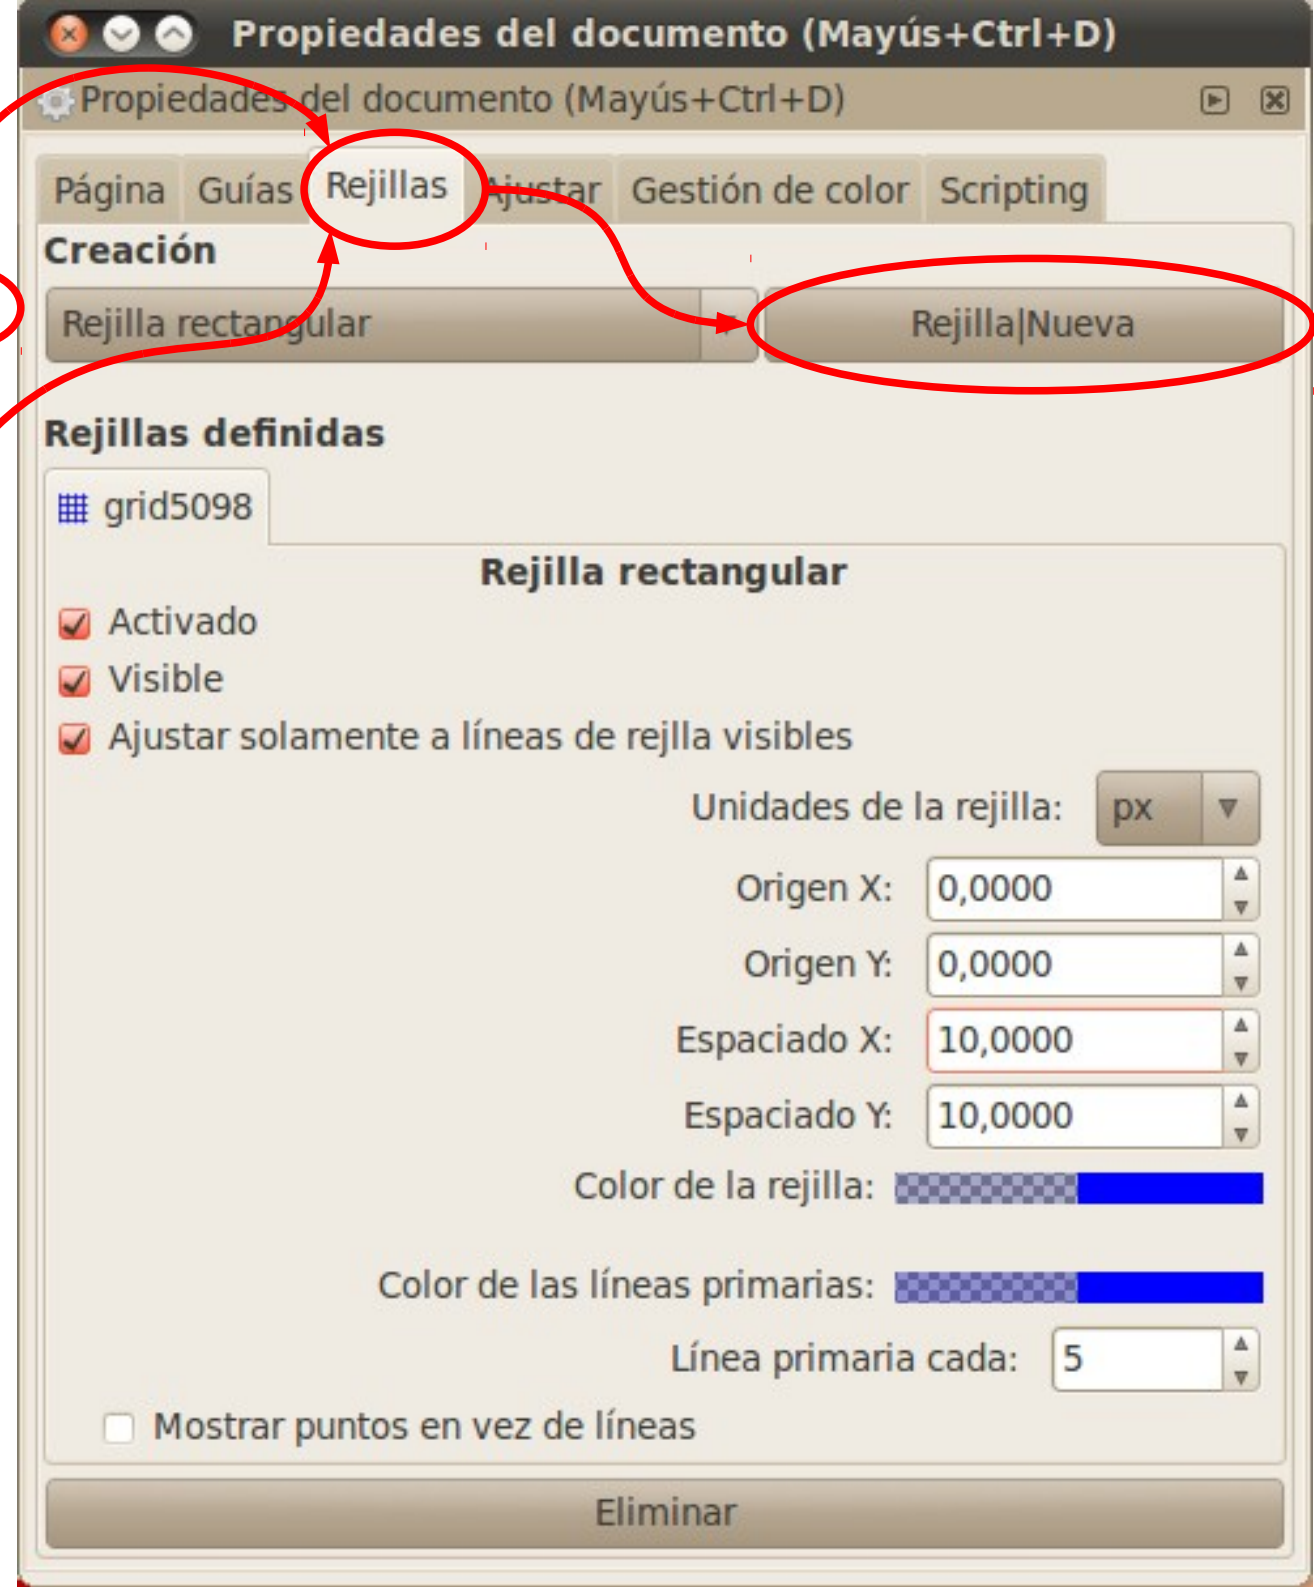 Propiedades del documento (Mayús+Ctrl+D)
Propiedades del documento (Mayús+Ctrl+D)
Página Guías Rejillas Ajustar Gestión de color Scripting
Creación
Rejilla rectangular Rejilla|Nueva
Rejillas definidas
grid5098
Rejilla rectangular
Activado
Visible
Ajustar solamente a líneas de rejlla visibles
Unidades de la rejilla: px
Origen X: 0,0000
Origen Y: 0,0000
Espaciado X: 10,0000
Espaciado Y: 10,0000
Color de la rejilla:
Color de las líneas primarias:
Línea primaria cada: 5
Mostrar puntos en vez de líneas
Eliminar